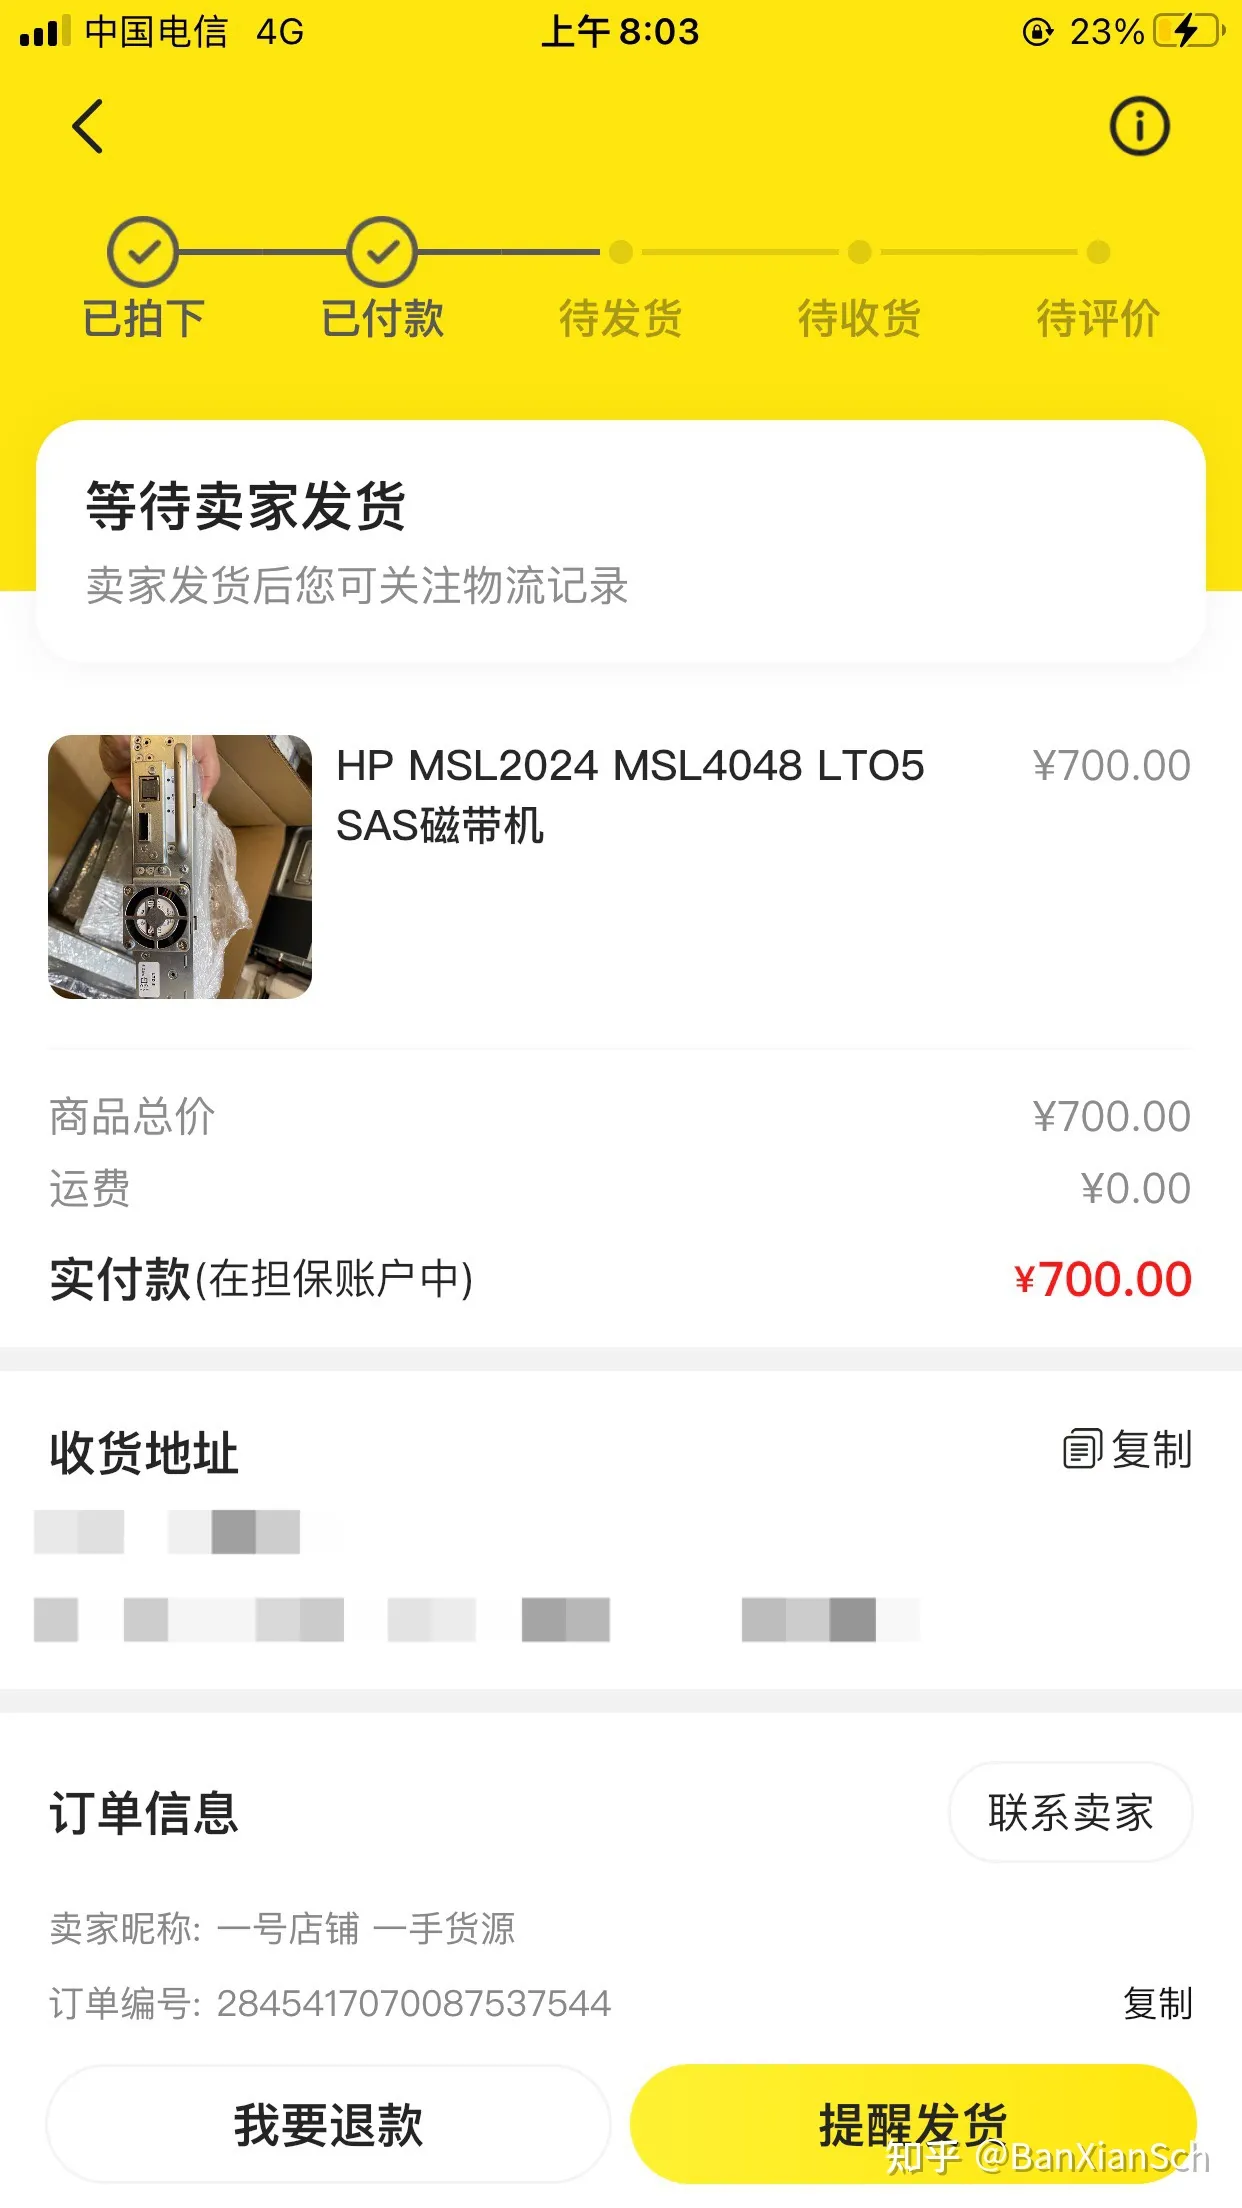 中国电信 4G 上午 8:03 23%
已拍下 已付款 待发货 待收货 待评价
等待卖家发货
卖家发货后您可关注物流记录
HP MSL2024 MSL4048 LTO5 ¥700.00
SAS磁带机
商品总价 ¥700.00
运费 ¥0.00
实付款(在担保账户中) ¥700.00
收货地址 复制
订单信息 联系卖家
卖家昵称: 一号店铺 一手货源
订单编号: 2845417070087537544 复制
我要退款 提醒发货
知乎 @BanXianSch